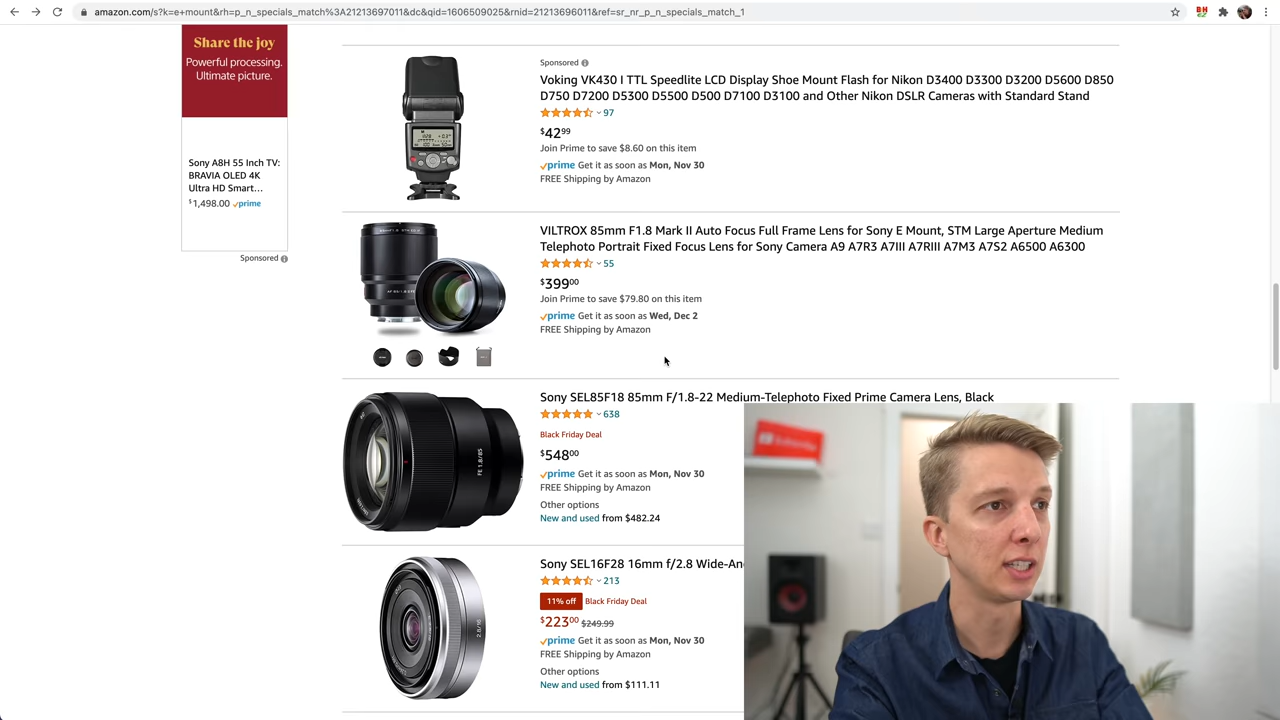 amazon.com/s?k=e+mount&rh=p_n_specials_match%3A21213697011&dc&qid=1606509025&rnid=21213696011&ref=sr_nr_p_n_specials_match_1
Share the joy
Powerful processing.
Ultimate picture.
Sony A8H 55 Inch TV:
BRAVIA OLED 4K
Ultra HD Smart...
$1,498.00 prime
Sponsored
Sponsored
Voking VK430 I TTL Speedlite LCD Display Shoe Mount Flash for Nikon D3400 D3300 D3200 D5600 D850
D750 D7200 D5300 D5500 D500 D7100 D3100 and Other Nikon DSLR Cameras with Standard Stand
97
$42 99
Join Prime to save $8.60 on this item
prime Get it as soon as Mon, Nov 30
FREE Shipping by Amazon
VILTROX 85mm F1.8 Mark II Auto Focus Full Frame Lens for Sony E Mount, STM Large Aperture Medium
Telephoto Portrait Fixed Focus Lens for Sony Camera A9 A7R3 A7III A7RIII A7M3 A7S2 A6500 A6300
55
$399 00
Join Prime to save $79.80 on this item
prime Get it as soon as Wed, Dec 2
FREE Shipping by Amazon
Sony SEL85F18 85mm F/1.8-22 Medium-Telephoto Fixed Prime Camera Lens, Black
638
Black Friday Deal
$548 00
prime Get it as soon as Mon, Nov 30
FREE Shipping by Amazon
Other options
New and used from $482.24
FE 1.8/85
Sony SEL16F28 16mm f/2.8 Wide-An
213
11% off Black Friday Deal
$223 00 $249.99
prime Get it as soon as Mon, Nov 30
FREE Shipping by Amazon
Other options
New and used from $111.11
2.8/16